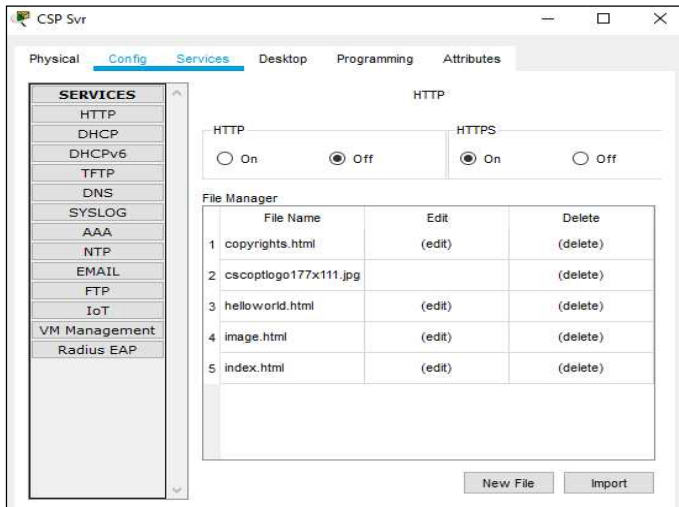 CSP Svr
Physical Config Services Desktop Programming Attributes
SERVICES
HTTP
DHCP
DHCPv6
TFTP
DNS
SYSLOG
AAA
NTP
EMAIL
FTP
IoT
VM Management
Radius EAP
HTTP
HTTP
On Off
HTTPS
On Off
File Manager
File Name Edit Delete
1 copyrights.html (edit) (delete)
2 cscoptlogo177x111.jpg (delete)
3 helloworld.html (edit) (delete)
4 image.html (edit) (delete)
5 index.html (edit) (delete)
New File Import